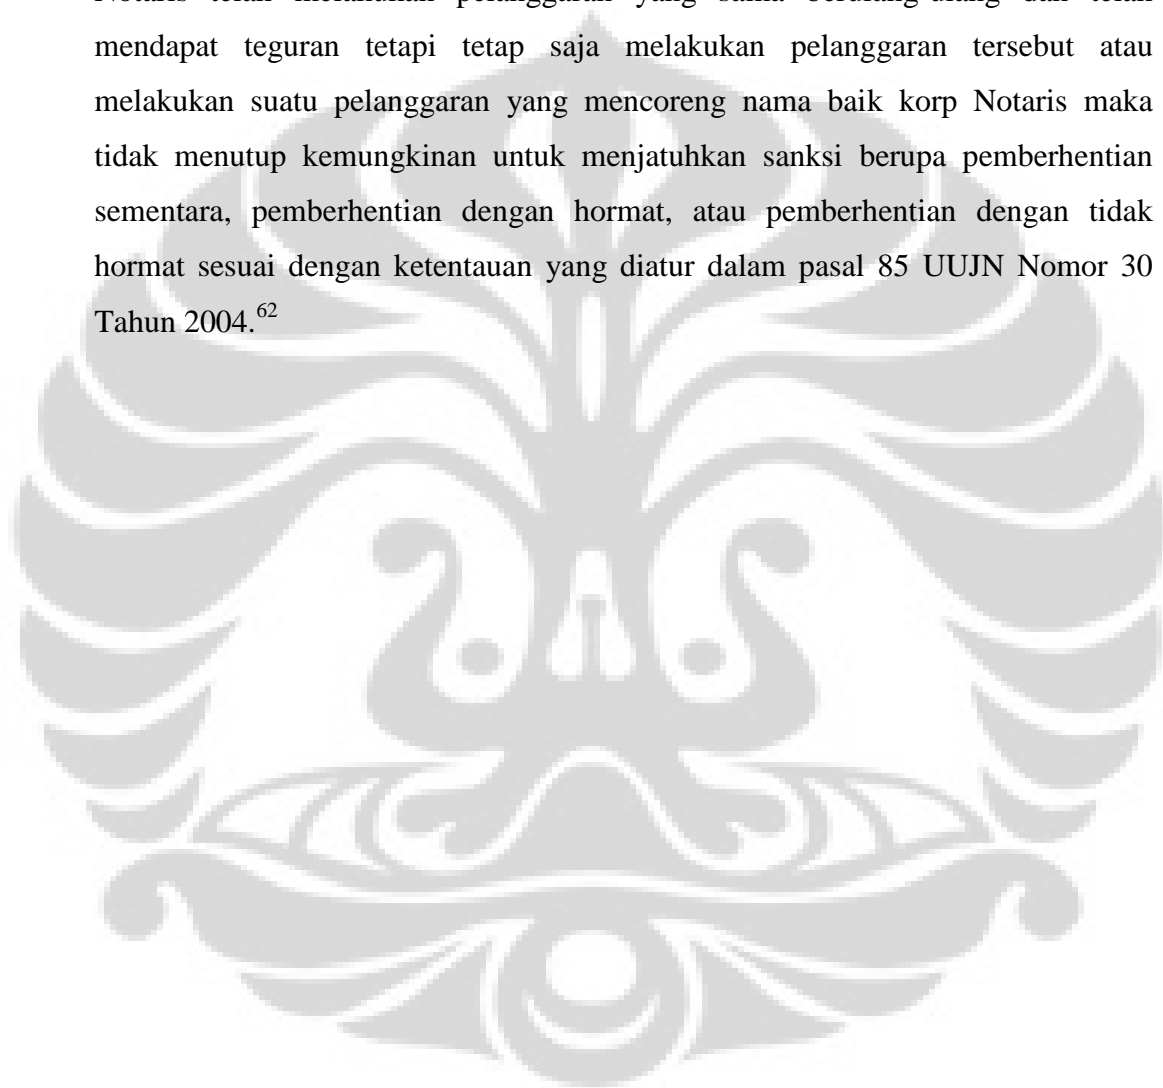 mendapat teguran tetapi tetap saja melakukan pelanggaran tersebut atau
melakukan suatu pelanggaran yang mencoreng nama baik korp Notaris maka
tidak menutup kemungkinan untuk menjatuhkan sanksi berupa pemberhentian
sementara, pemberhentian dengan hormat, atau pemberhentian dengan tidak
hormat sesuai dengan ketentauan yang diatur dalam pasal 85 UUJN Nomor 30
Tahun 2004.62